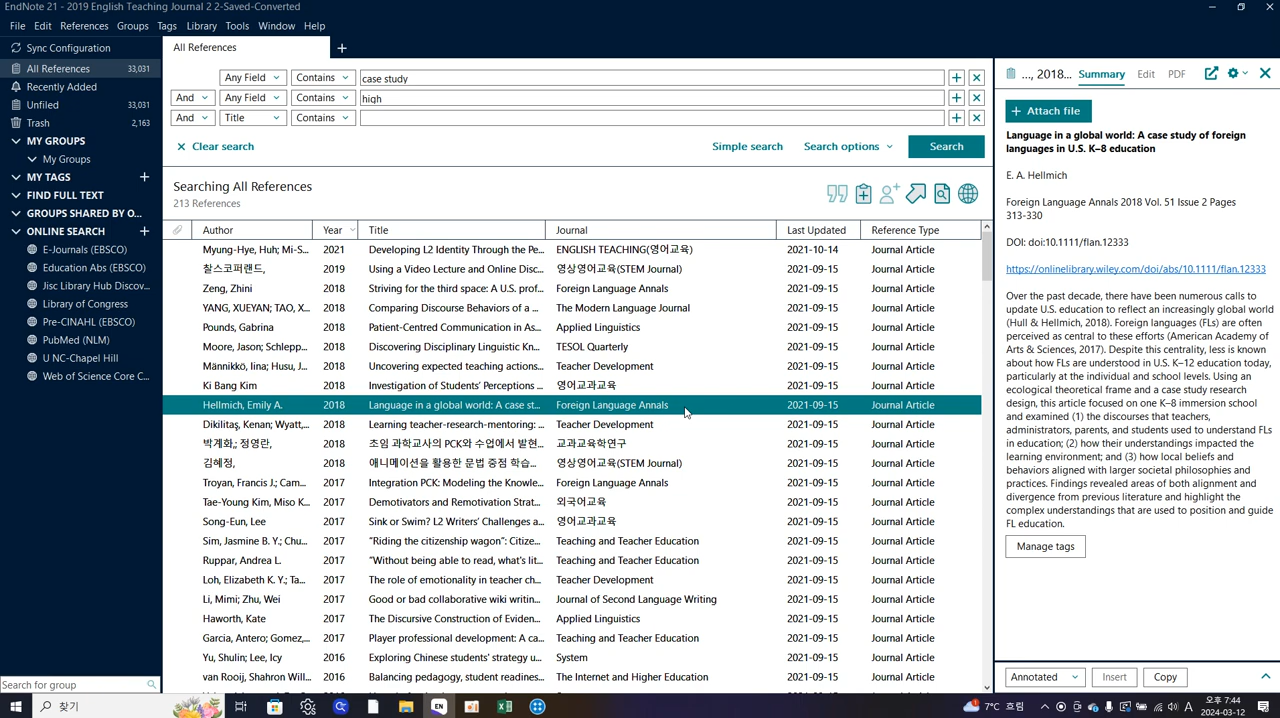 EndNote 21 - 2019 English Teaching Journal 2 2-Saved-Converted
File Edit References Groups Tags Library Tools Window Help
Sync Configuration
All References 33,031
Recently Added
Unfiled 33,031
Trash 2,163
MY GROUPS
My Groups
MY TAGS
FIND FULL TEXT
GROUPS SHARED BY O...
ONLINE SEARCH
E-Journals (EBSCO)
Education Abs (EBSCO)
Jisc Library Hub Discov...
Library of Congress
Pre-CINAHL (EBSCO)
PubMed (NLM)
U NC-Chapel Hill
Web of Science Core C...
Search for group
All References
Any Field Contains case study
And Any Field Contains high
And Title Contains
Clear search Simple search Search options Search
Searching All References
213 References
Author Year Title Journal Last Updated Reference Type
Myung-Hye, Huh; Mi-S... 2021 Developing L2 Identity Through the Pe... ENGLISH TEACHING(영어교육) 2021-10-14 Journal Article
찰스코퍼랜드, 2019 Using a Video Lecture and Online Disc... 영상영어교육(STEM Journal) 2021-09-15 Journal Article
Zeng, Zhini 2018 Striving for the third space: A U.S. prof... Foreign Language Annals 2021-09-15 Journal Article
YANG, XUEYAN; TAO, X... 2018 Comparing Discourse Behaviors of a ... The Modern Language Journal 2021-09-15 Journal Article
Pounds, Gabrina 2018 Patient-Centred Communication in As... Applied Linguistics 2021-09-15 Journal Article
Moore, Jason; Schlepp... 2018 Discovering Disciplinary Linguistic Kn... TESOL Quarterly 2021-09-15 Journal Article
Männikkö, Iina; Husu, J... 2018 Uncovering expected teaching actions... Teacher Development 2021-09-15 Journal Article
Ki Bang Kim 2018 Investigation of Students' Perceptions ... 영어교과교육 2021-09-15 Journal Article
Hellmich, Emily A. 2018 Language in a global world: A case st... Foreign Language Annals 2021-09-15 Journal Article
Dikilitaş, Kenan; Wyatt,... 2018 Learning teacher-research-mentoring: ... Teacher Development 2021-09-15 Journal Article
박계화,; 정영란, 2018 초임 과학교사의 PCK와 수업에서 발현... 교과교육학연구 2021-09-15 Journal Article
김혜정, 2018 애니메이션을 활용한 문법 중점 학습... 영상영어교육(STEM Journal) 2021-09-15 Journal Article
Troyan, Francis J.; Cam... 2017 Integration PCK: Modeling the Knowle... Foreign Language Annals 2021-09-15 Journal Article
Tae-Young Kim, Miso K... 2017 Demotivators and Remotivation Strat... 외국어교육 2021-09-15 Journal Article
Song-Eun, Lee 2017 Sink or Swim? L2 Writers' Challenges a... 영어교과교육 2021-09-15 Journal Article
Sim, Jasmine B. Y.; Chu... 2017 "Riding the citizenship wagon": Citize... Teaching and Teacher Education 2021-09-15 Journal Article
Ruppar, Andrea L. 2017 "Without being able to read, what's lit... Teaching and Teacher Education 2021-09-15 Journal Article
Loh, Elizabeth K. Y.; Ta... 2017 The role of emotionality in teacher ch... Teacher Development 2021-09-15 Journal Article
Li, Mimi; Zhu, Wei 2017 Good or bad collaborative wiki writin... Journal of Second Language Writing 2021-09-15 Journal Article
Haworth, Kate 2017 The Discursive Construction of Eviden... Applied Linguistics 2021-09-15 Journal Article
Garcia, Antero; Gomez,... 2017 Player professional development: A ca... Teaching and Teacher Education 2021-09-15 Journal Article
Yu, Shulin; Lee, Icy 2016 Exploring Chinese students' strategy u... System 2021-09-15 Journal Article
van Rooij, Shahron Will... 2016 Balancing pedagogy, student readines... The Internet and Higher Education 2021-09-15 Journal Article
..., 2018... Summary Edit PDF
Attach file
Language in a global world: A case study of foreign
languages in U.S. K–8 education
E. A. Hellmich
Foreign Language Annals 2018 Vol. 51 Issue 2 Pages
313-330
DOI: doi:10.1111/flan.12333
https://onlinelibrary.wiley.com/doi/abs/10.1111/flan.12333
Over the past decade, there have been numerous calls to
update U.S. education to reflect an increasingly global world
(Hull & Hellmich, 2018). Foreign languages (FLs) are often
perceived as central to these efforts (American Academy of
Arts & Sciences, 2017). Despite this centrality, less is known
about how FLs are understood in U.S. K–12 education today,
particularly at the individual and school levels. Using an
ecological theoretical frame and a case study research
design, this article focused on one K–8 immersion school
and examined (1) the discourses that teachers,
administrators, parents, and students used to understand FLs
in education; (2) how their understandings impacted the
learning environment; and (3) how local beliefs and
behaviors aligned with larger societal philosophies and
practices. Findings revealed areas of both alignment and
divergence from previous literature and highlight the
complex understandings that are used to position and guide
FL education.
Manage tags
Annotated Insert Copy
찾기
EN
7°C 흐림
A
오후 7:44
2024-03-12